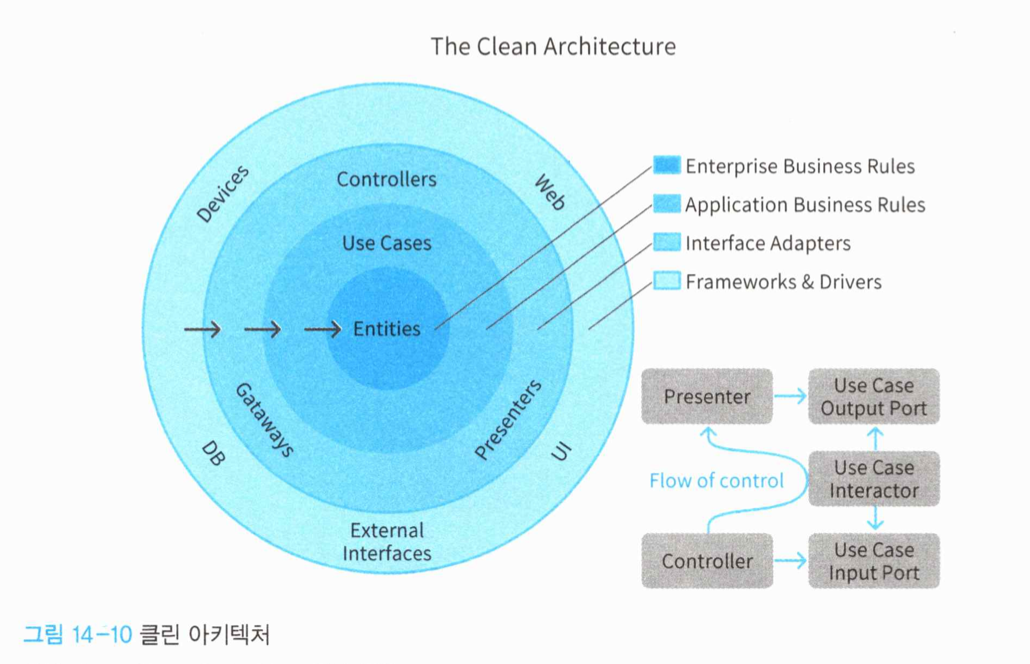 The Clean Architecture
Devices
Controllers
Web
Use Cases
Entities
Gataways
Presenters
DB
UI
External
Interfaces
Enterprise Business Rules
Application Business Rules
Interface Adapters
Frameworks & Drivers
Presenter
Use Case
Output Port
Flow of control
Use Case
Interactor
Controller
Use Case
Input Port
그림 14-10 클린 아키텍처